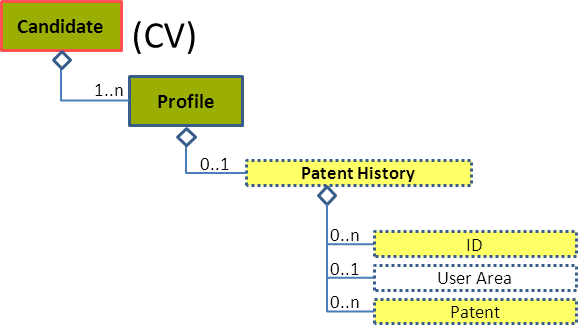 Candidate
(CV)
1..n
Profile
0..1
Patent History
0..n
ID
0..1
User Area
0..n
Patent